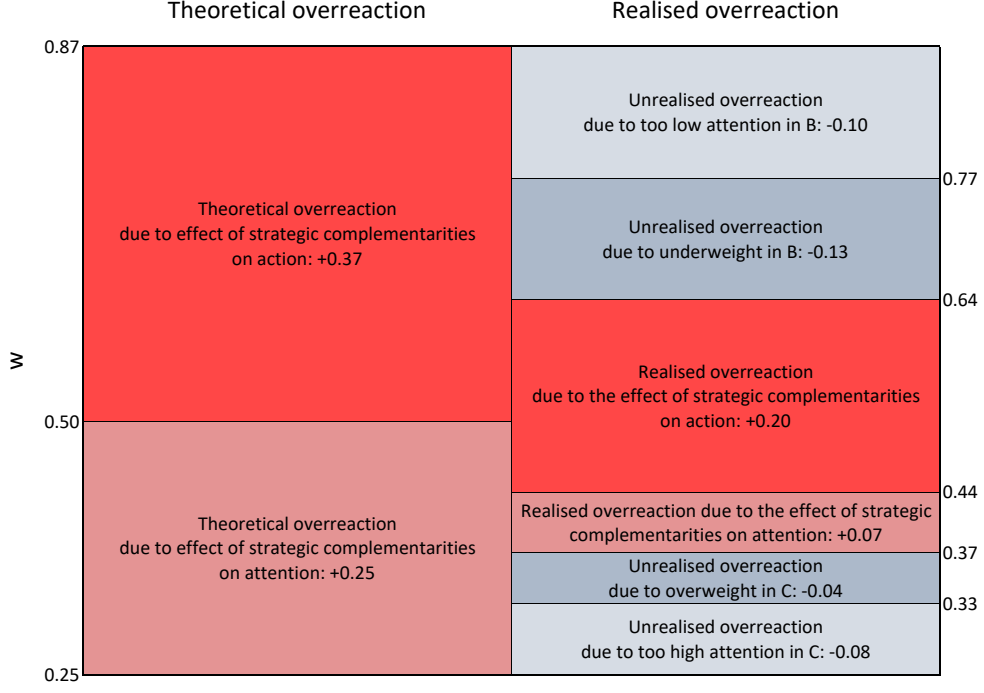 Theoretical overreaction
Realised overreaction
0.87
Unrealised overreaction
due to too low attention in B: -0.10
0.77
Theoretical overreaction
due to effect of strategic complementarities
on action: +0.37
Unrealised overreaction
due to underweight in B: -0.13
0.64
w
Realised overreaction
due to the effect of strategic complementarities
on action: +0.20
0.50
0.44
Theoretical overreaction
due to effect of strategic complementarities
on attention: +0.25
Realised overreaction due to the effect of strategic
complementarities on attention: +0.07
0.37
Unrealised overreaction
due to overweight in C: -0.04
0.33
Unrealised overreaction
due to too high attention in C: -0.08
0.25